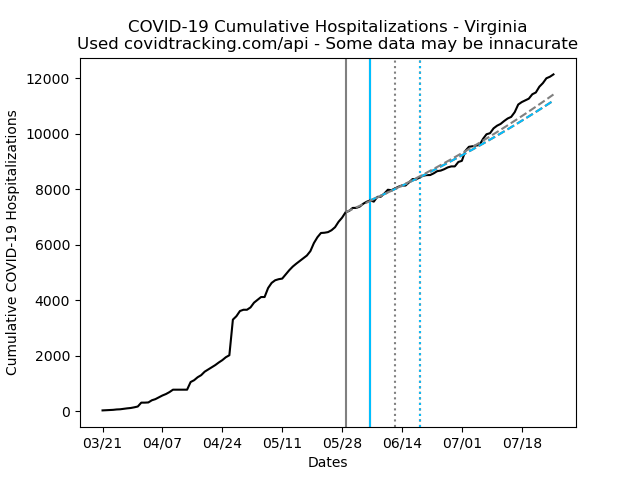 COVID-19 Cumulative Hospitalizations - Virginia
Used covidtracking.com/api - Some data may be innacurate
12000
10000
8000
6000
4000
2000
0
Cumulative COVID-19 Hospitalizations
03/21 04/07 04/24 05/11 05/28 06/14 07/01 07/18
Dates